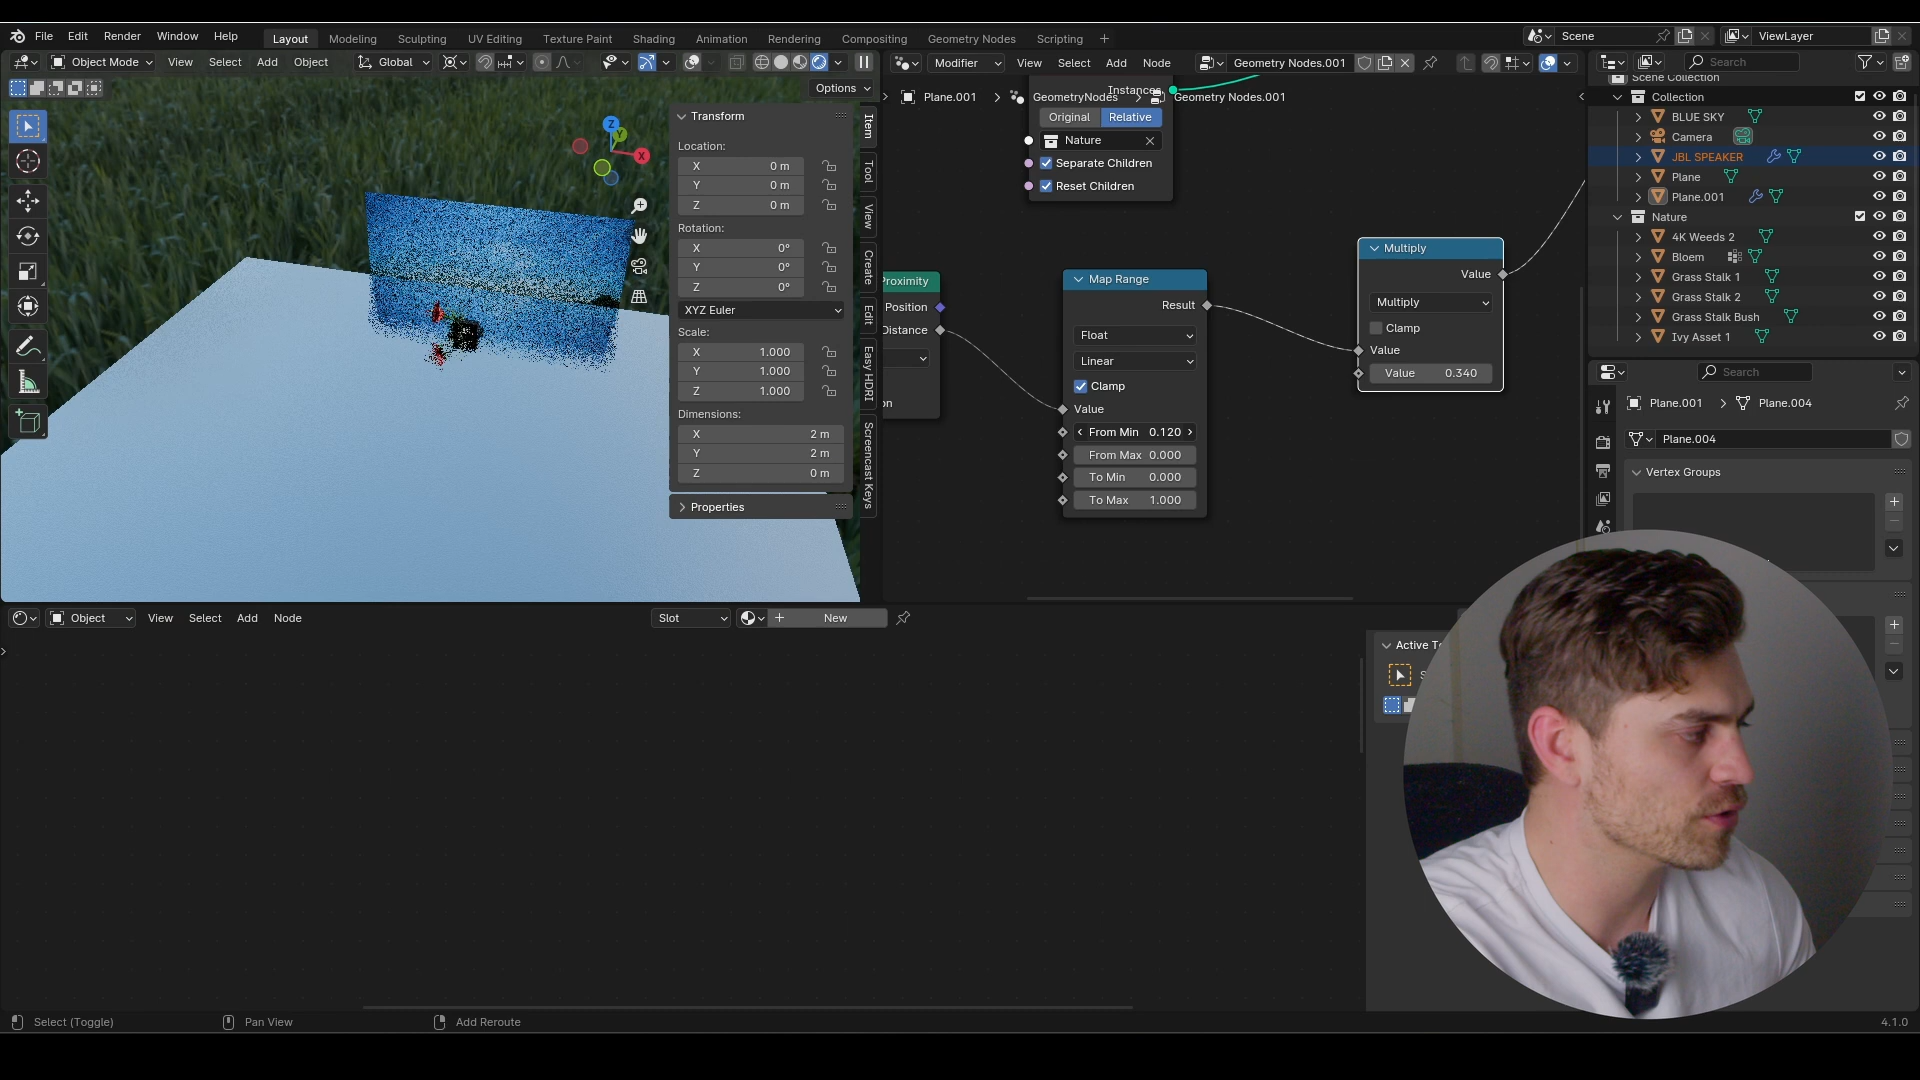 File Edit Render Window Help
Layout Modeling Sculpting UV Editing Texture Paint Shading Animation Rendering Compositing Geometry Nodes Scripting +
Scene
ViewLayer
Object Mode View Select Add Object Global
Options
Transform
Location:
X 0 m
Y 0 m
Z 0 m
Rotation:
X 0°
Y 0°
Z 0°
XYZ Euler
Scale:
X 1.000
Y 1.000
Z 1.000
Dimensions:
X 2 m
Y 2 m
Z 0 m
Properties
Item
Tool
View
Create
Edit
Easy HDRI
Screencast Keys
Z
Y
X
Modifier View Select Add Node Geometry Nodes.001
Plane.001 > GeometryNodes > Geometry Nodes.001
Instances
Original Relative
Nature
Separate Children
Reset Children
Proximity
Position
Distance
on
Map Range
Result
Float
Linear
Clamp
Value
From Min 0.120
From Max 0.000
To Min 0.000
To Max 1.000
Multiply
Value
Multiply
Clamp
Value
Value 0.340
Search
Scene Collection
Collection
BLUE SKY
Camera
JBL SPEAKER
Plane
Plane.001
Nature
4K Weeds 2
Bloem
Grass Stalk 1
Grass Stalk 2
Grass Stalk Bush
Ivy Asset 1
Search
Plane.001 > Plane.004
Plane.004
Vertex Groups
Object View Select Add Node Slot New
Active To
S
Select (Toggle) Pan View Add Reroute 4.1.0